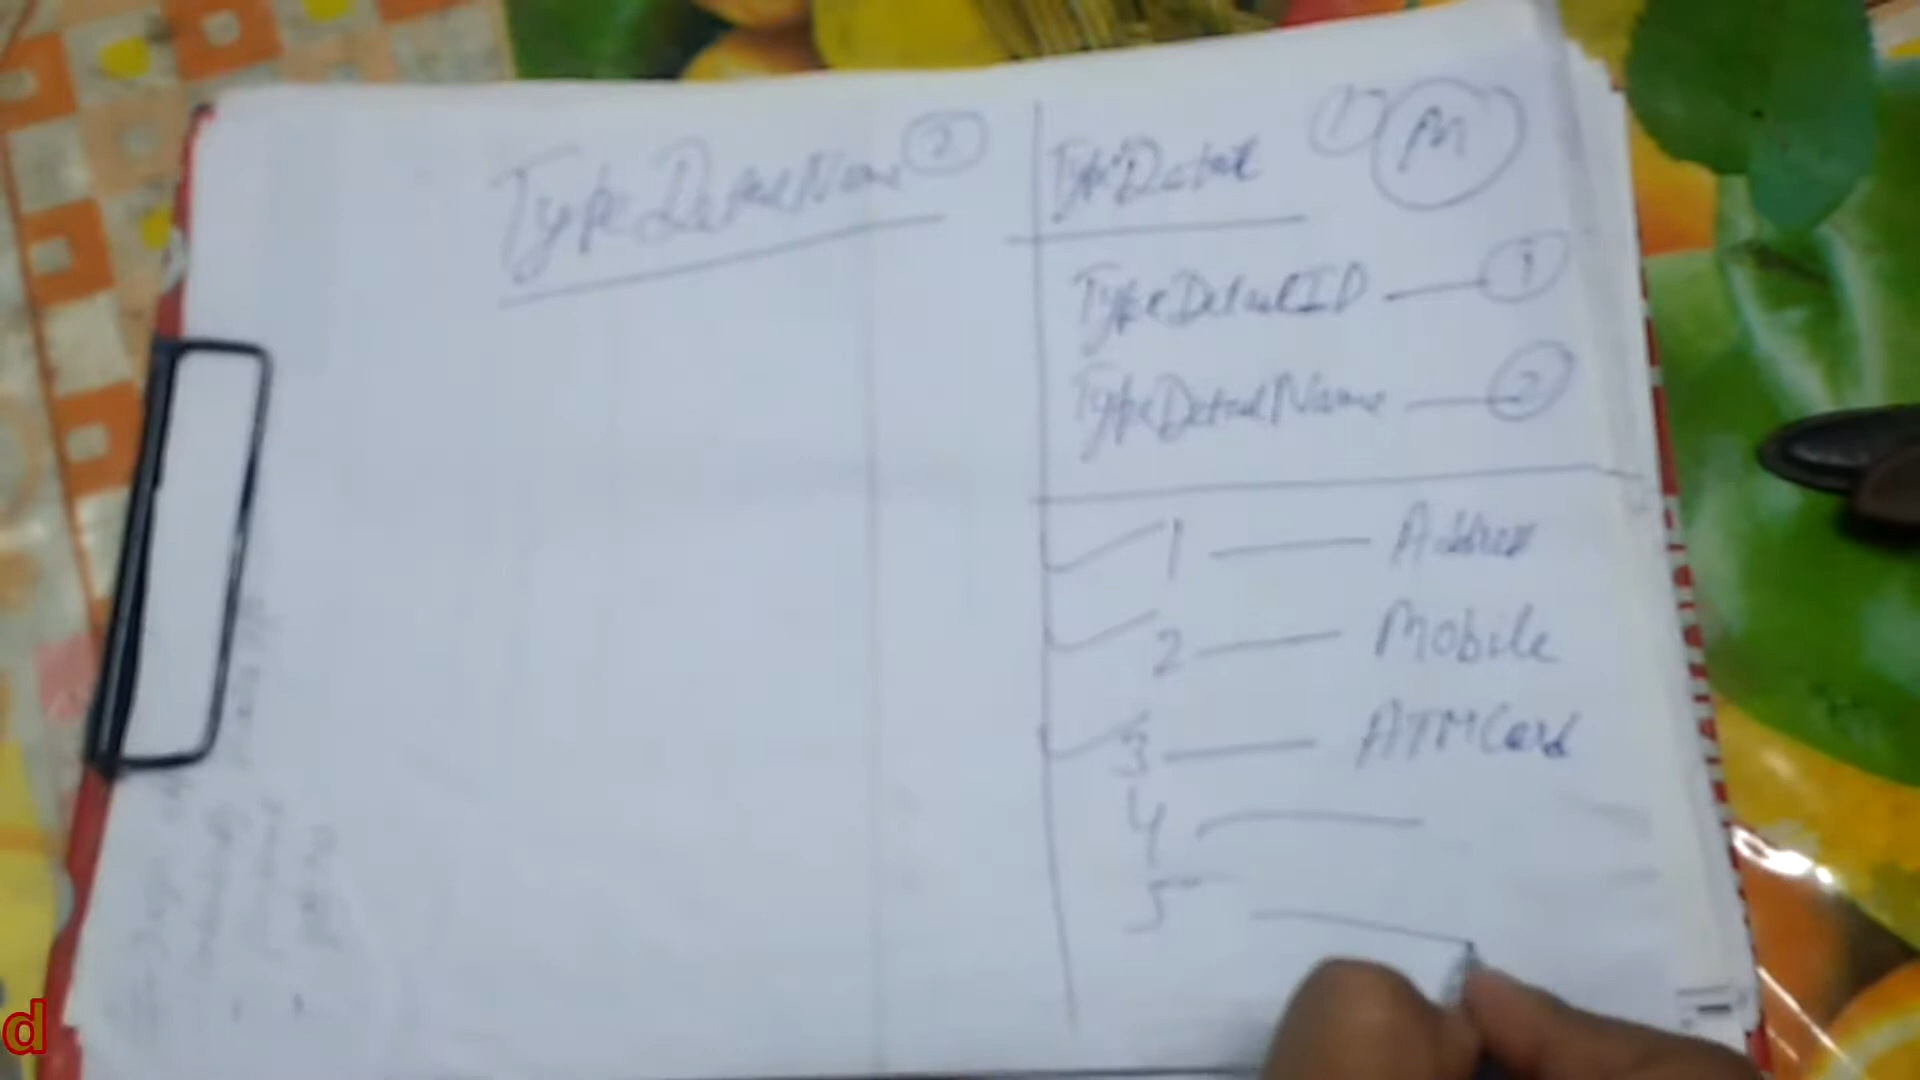 TypeDetailName 2
TypeDetail 1 M
TypeDetailID — 1
TypeDetailName — 2
1 — Address
2 — Mobile
3 — ATMCard
4 —
5 —
d